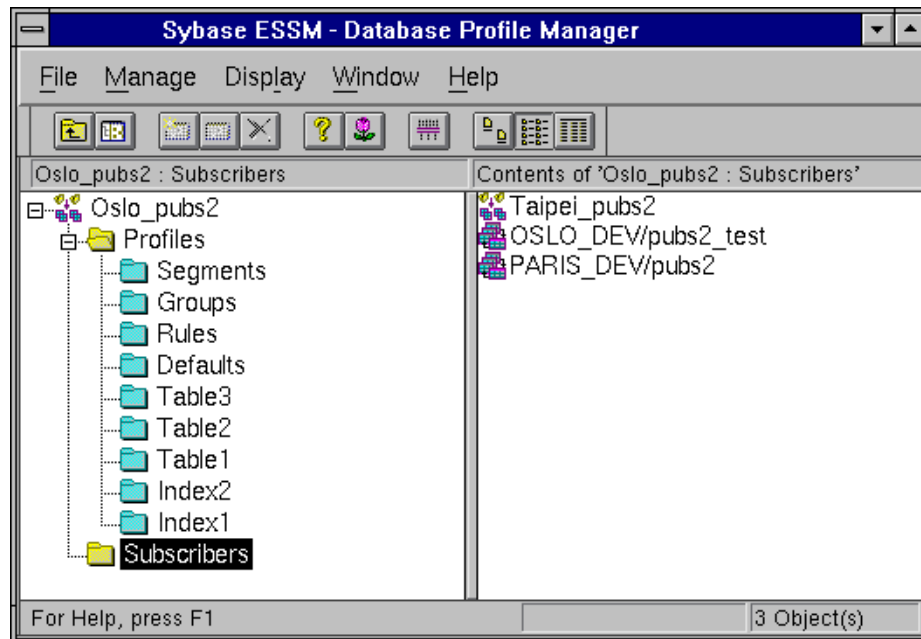 Sybase ESSM - Database Profile Manager
File Manage Display Window Help
Oslo_pubs2 : Subscribers
Contents of 'Oslo_pubs2 : Subscribers'
Oslo_pubs2
Profiles
Segments
Groups
Rules
Defaults
Table3
Table2
Table1
Index2
Index1
Subscribers
Taipei_pubs2
OSLO_DEV/pubs2_test
PARIS_DEV/pubs2
For Help, press F1
3 Object(s)